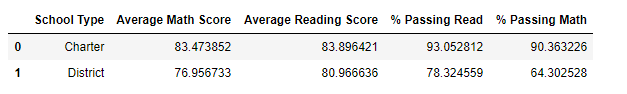 School Type Average Math Score Average Reading Score % Passing Read % Passing Math
0 Charter 83.473852 83.896421 93.052812 90.363226
1 District 76.956733 80.966636 78.324559 64.302528